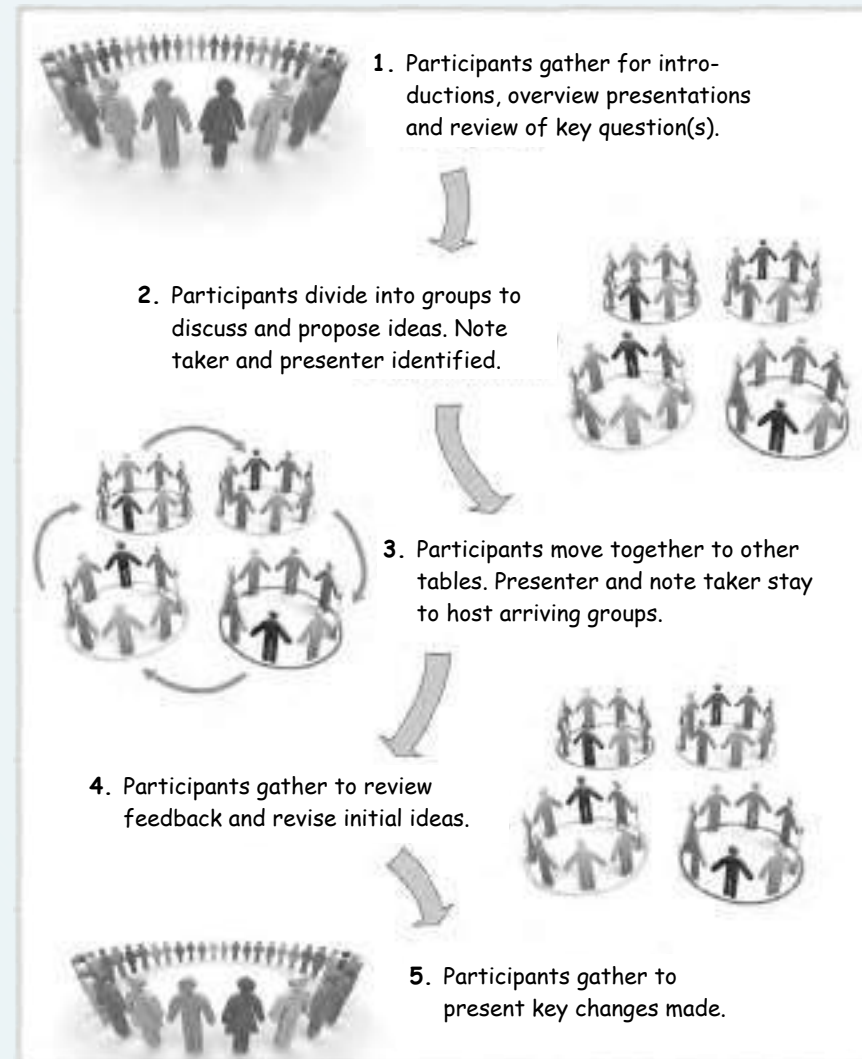 1. Participants gather for intro-
ductions, overview presentations
and review of key question(s).
2. Participants divide into groups to
discuss and propose ideas. Note
taker and presenter identified.
3. Participants move together to other
tables. Presenter and note taker stay
to host arriving groups.
4. Participants gather to review
feedback and revise initial ideas.
5. Participants gather to
present key changes made.